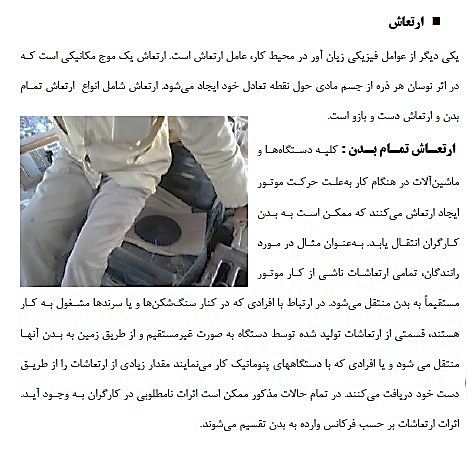 ارتعاش
یکی دیگر از عوامل فیزیکی زیان آور در محیط کار، عامل ارتعاش است. ارتعاش یک موج مکانیکی است که
در اثر نوسان هر ذره از جسم مادی حول نقطه تعادل خود ایجاد می‌شود. ارتعاش شامل انواع ارتعاش تمام
بدن و ارتعاش دست و بازو است.
ارتعاش تمام بدن : کلیه دستگاه‌ها و
ماشین‌آلات در هنگام کار به‌علت حرکت موتور
ایجاد ارتعاش می‌کنند که ممکن است به بدن
کارگران انتقال یابد. به‌عنوان مثال در مورد
رانندگان، تمامی ارتعاشات ناشی از کار موتور
مستقیماً به بدن منتقل می‌شود. در ارتباط با افرادی که در کنار سنگ‌شکن‌ها و یا سرندها مشغول به کار
هستند، قسمتی از ارتعاشات تولید شده توسط دستگاه به صورت غیرمستقیم و از طریق زمین به بدن آنها
منتقل می شود و یا افرادی که با دستگاههای پنوماتیک کار می‌نمایند مقدار زیادی از ارتعاشات را از طریق
دست خود دریافت می‌کنند. در تمام حالات مذکور ممکن است اثرات نامطلوبی در کارگران به وجود آید.
اثرات ارتعاشات بر حسب فرکانس وارده به بدن تقسیم می‌شوند.